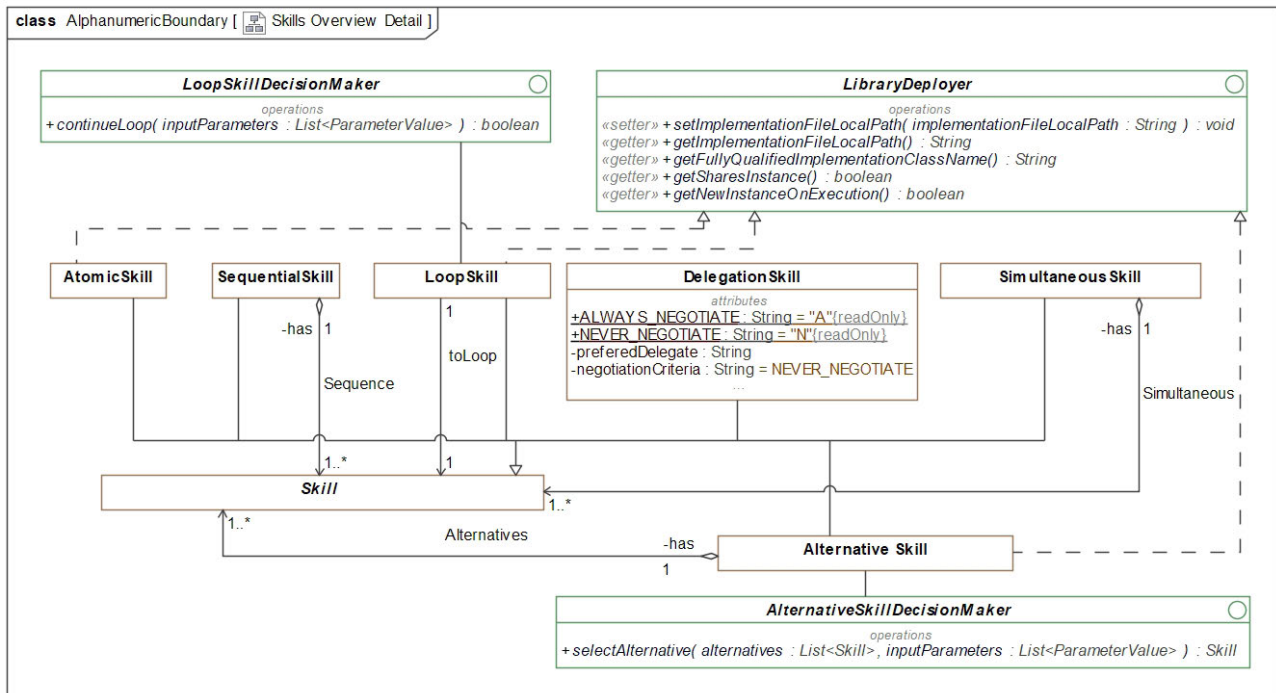 class AlphanumericBoundary [ Skills Overview Detail ]
LoopSkillDecisionMaker
operations
+continueLoop( inputParameters : List<ParameterValue> ) : boolean
LibraryDeployer
operations
«setter» +setImplementationFileLocalPath( implementationFileLocalPath : String ) : void
«getter» +getImplementationFileLocalPath() : String
«getter» +getFullyQualifiedImplementationClassName() : String
«getter» +getSharesInstance() : boolean
«getter» +getNewInstanceOnExecution() : boolean
AtomicSkill
SequentialSkill
LoopSkill
DelegationSkill
attributes
+ALWAYS_NEGOTIATE : String = "A"{readOnly}
+NEVER_NEGOTIATE : String = "N"{readOnly}
-preferedDelegate : String
-negotiationCriteria : String = NEVER_NEGOTIATE
...
SimultaneousSkill
-has 1
1
-has 1
toLoop
Sequence
Simultaneous
1..*
1
Skill
1..*
1..*
Alternatives
-has
1
Alternative Skill
AlternativeSkillDecisionMaker
operations
+selectAlternative( alternatives : List<Skill>, inputParameters : List<ParameterValue> ) : Skill